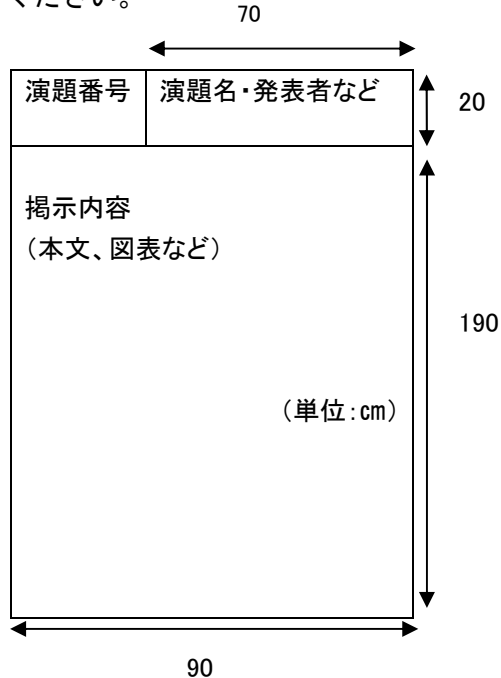 ください。
70
演題番号 演題名・発表者など
20
掲示内容
（本文、図表など）
190
（単位：㎝）
90